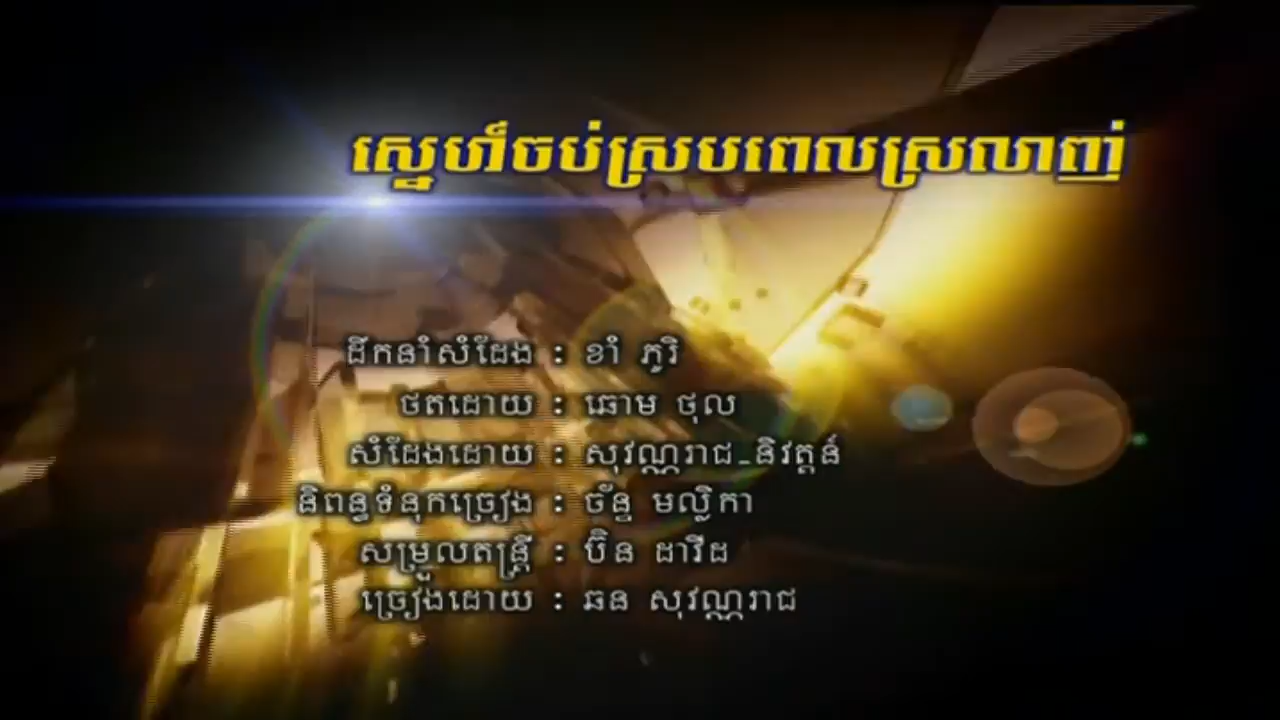 ស្នេហ៍ចប់ស្របពេលស្រលាញ់
ដឹកនាំសំដែង : ខាំ ភូរិ
ថតដោយ : ឆោម ថុល
សំដែងដោយ : សុវណ្ណរាជ-និវត្តន៍
និពន្ធទំនុកច្រៀង : ច័ន្ទ មល្លិកា
សម្រួលតន្ត្រី : ប៊ិន ដាវីដ
ច្រៀងដោយ : ឆន សុវណ្ណរាជ